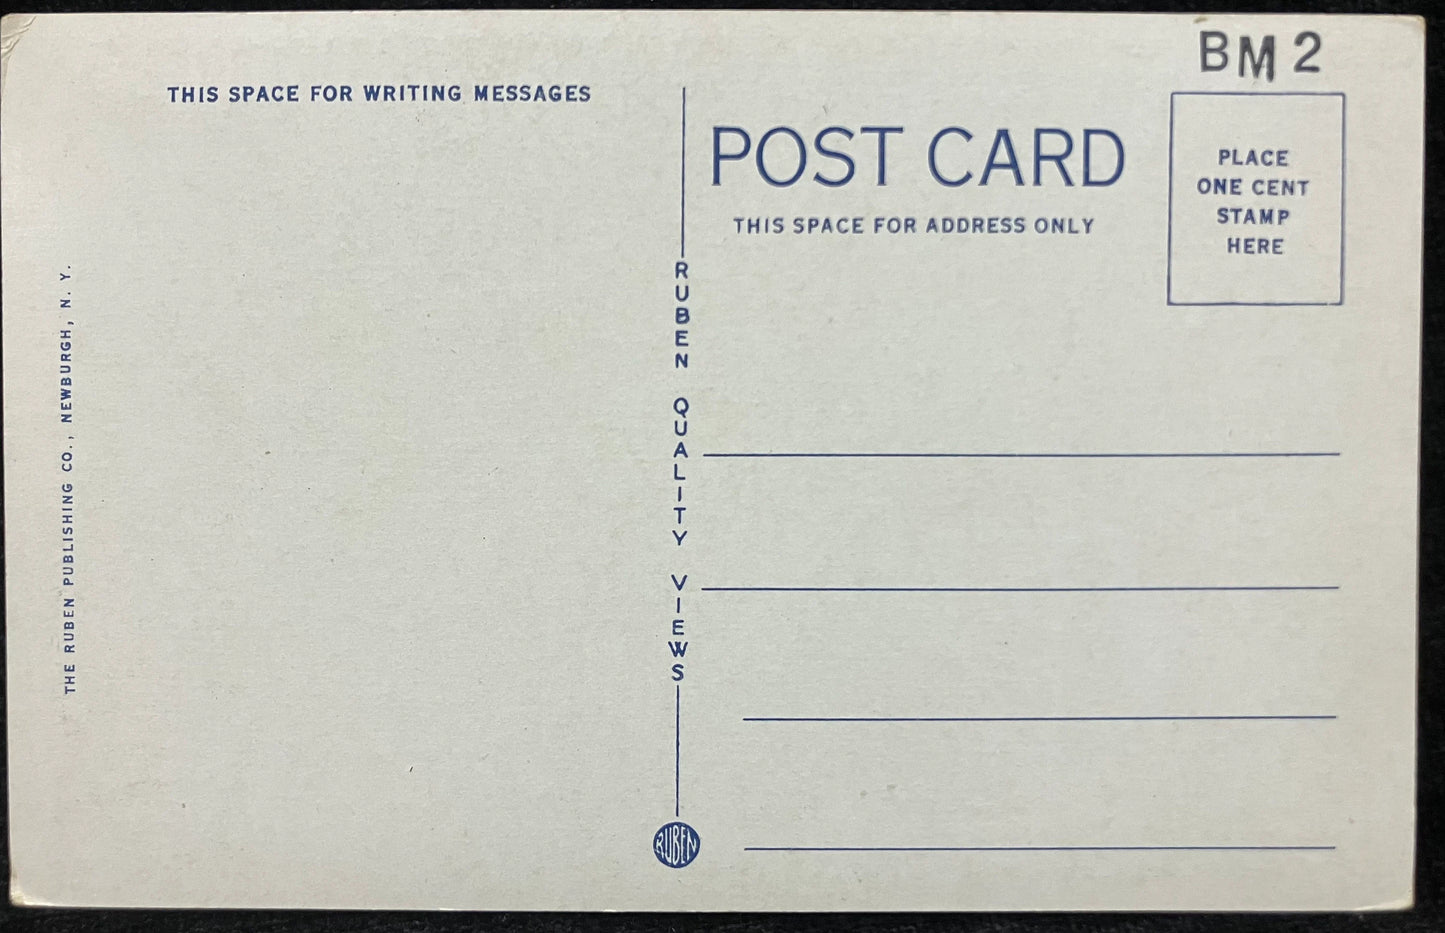 BM 2
THIS SPACE FOR WRITING MESSAGES
POST CARD
THIS SPACE FOR ADDRESS ONLY
PLACE
ONE CENT
STAMP
HERE
THE RUBEN PUBLISHING CO., NEWBURGH, N. Y.
RUBEN QUALITY VIEWS
RUBEN